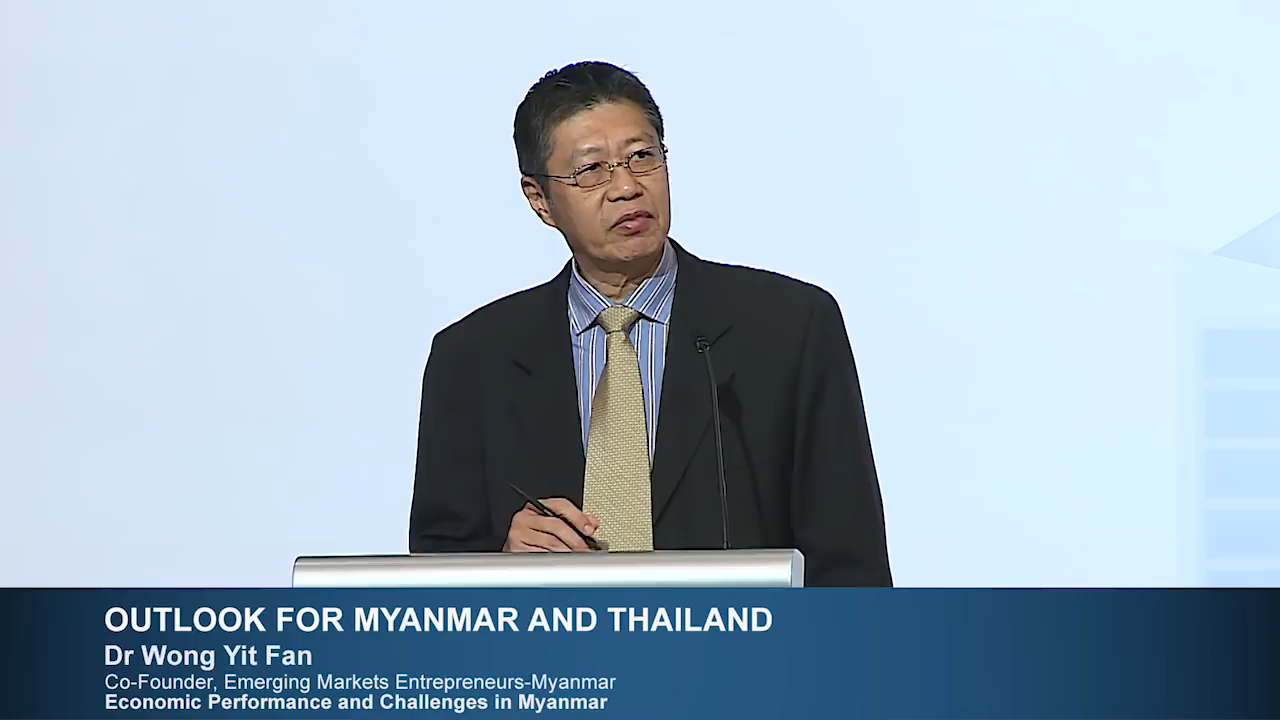 OUTLOOK FOR MYANMAR AND THAILAND
Dr Wong Yit Fan
Co-Founder, Emerging Markets Entrepreneurs-Myanmar
Economic Performance and Challenges in Myanmar